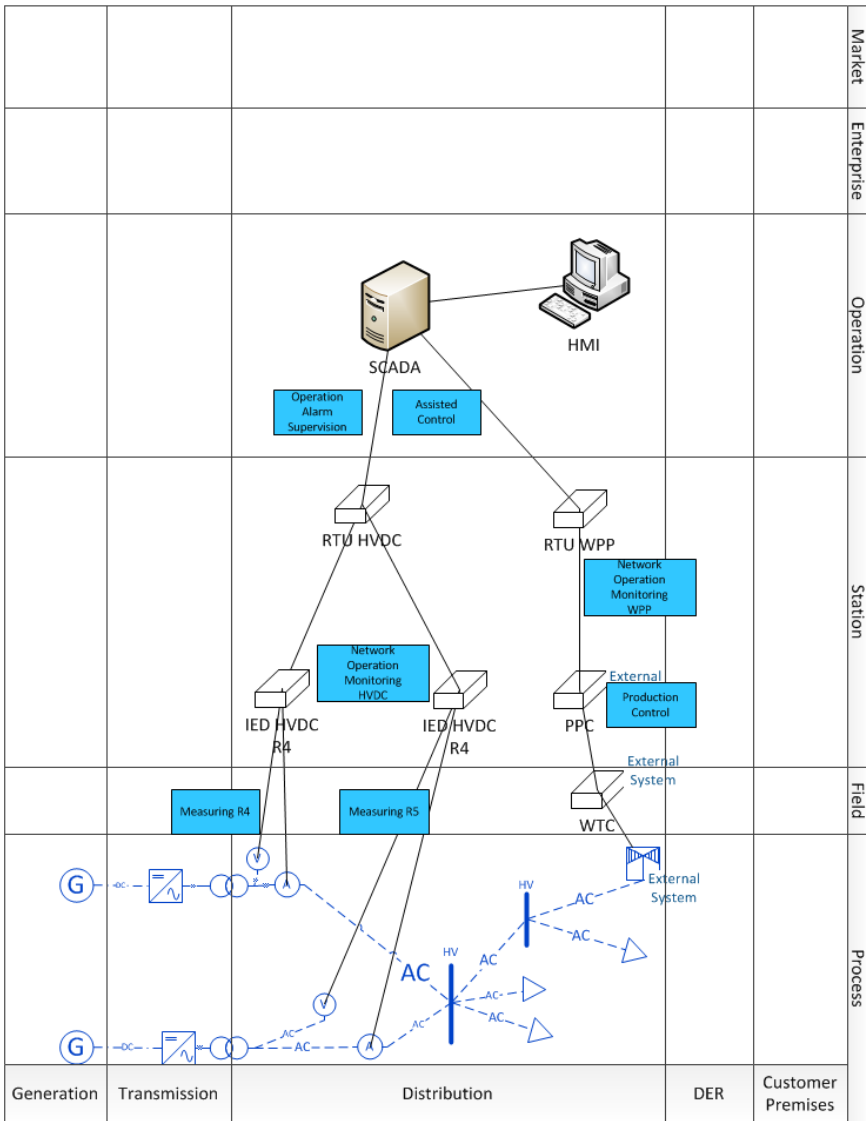 Market
Enterprise
Operation
HMI
SCADA
Operation
Alarm
Supervision
Assisted
Control
Station
RTU HVDC
RTU WPP
Network
Operation
Monitoring
WPP
Network
Operation
Monitoring
HVDC
External
Production
Control
IED HVDC
R4
IED HVDC
R4
PPC
External
System
Field
Measuring R4
Measuring R5
WTC
Process
V
G
DC
A
External
System
HV
AC
AC
HV
AC
AC
V
AC
AC
AC
G
DC
AC
AC
A
Generation
Transmission
Distribution
DER
Customer
Premises